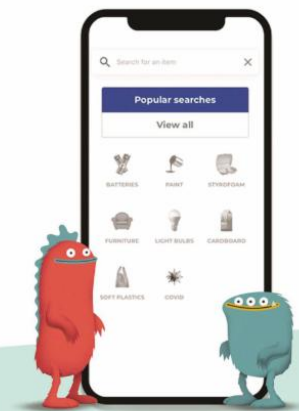 Search for an item
Popular searches
View all
BATTERIES PAINT STYROFOAM
FURNITURE LIGHT BULBS CARDBOARD
SOFT PLASTICS COVID